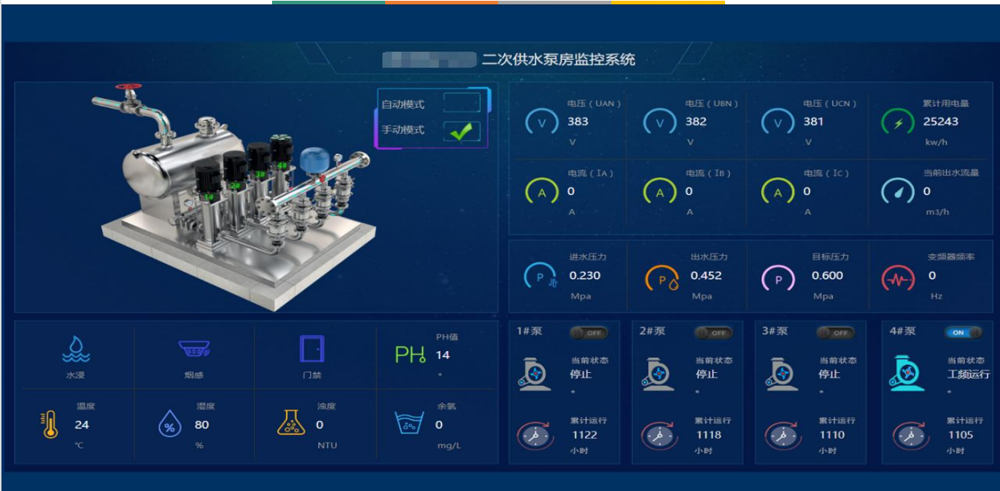 二次供水泵房监控系统
自动模式
手动模式
1#
2#
3#
4#
电压（UAN）
V
383
V
电压（UBN）
V
382
V
电压（UCN）
V
381
V
累计用电量
25243
kw/h
电流（IA）
A
0
A
电流（IB）
A
0
A
电流（IC）
A
0
A
当前出水流量
0
m3/h
进水压力
P
0.230
Mpa
出水压力
P
0.452
Mpa
目标压力
P
0.600
Mpa
变频器频率
0
Hz
水浸
烟感
门禁
PH值
PH
14
*
温度
24
℃
湿度
%
80
%
浊度
0
NTU
余氯
0
mg/L
1#泵
OFF
当前状态
停止
*
累计运行
1122
小时
2#泵
OFF
当前状态
停止
*
累计运行
1118
小时
3#泵
OFF
当前状态
停止
*
累计运行
1110
小时
4#泵
ON
当前状态
工频运行
*
累计运行
1105
小时